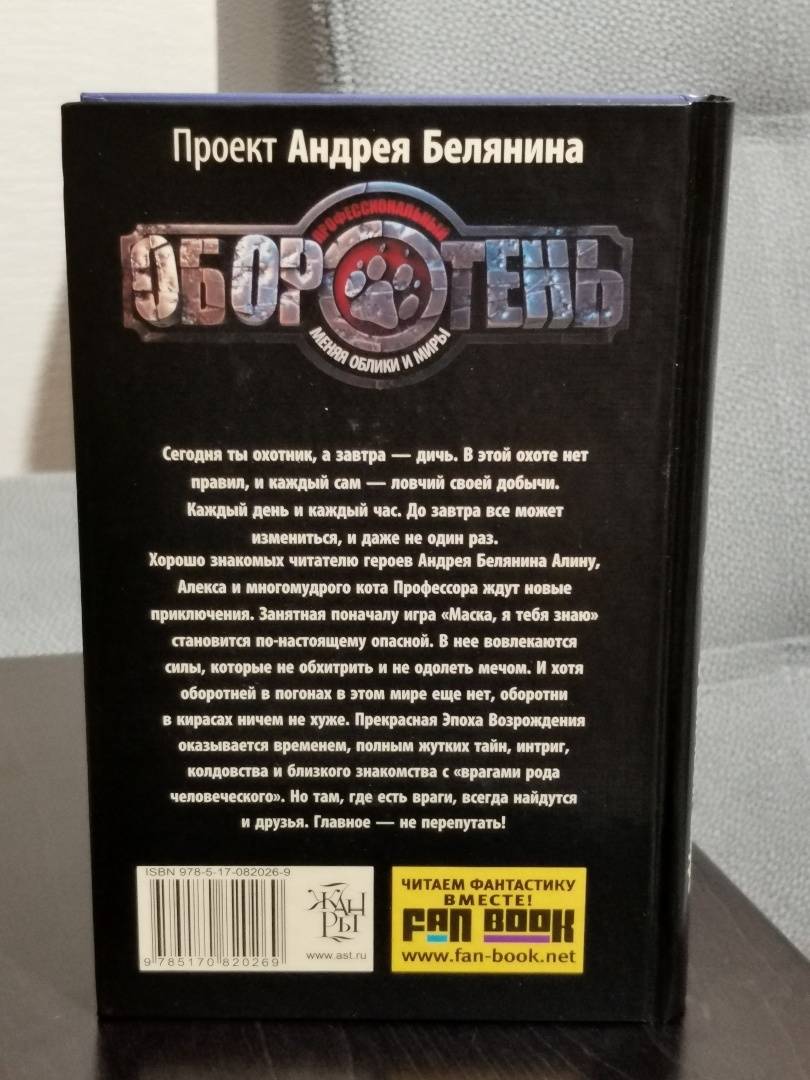 Проект Андрея Белянина
ПРОФЕССИОНАЛЬНЫЙ
ОБОРОТЕНЬ
МЕНЯЯ ОБЛИКИ И МИРЫ
Сегодня ты охотник, а завтра — дичь. В этой охоте нет
правил, и каждый сам — ловчий своей добычи.
Каждый день и каждый час. До завтра все может
измениться, и даже не один раз.
Хорошо знакомых читателю героев Андрея Белянина Алину,
Алекса и многомудрого кота Профессора ждут новые
приключения. Занятная поначалу игра «Маска, я тебя знаю»
становится по-настоящему опасной. В нее вовлекаются
силы, которые не обхитрить и не одолеть мечом. И хотя
оборотней в погонах в этом мире еще нет, оборотни
в кирасах ничем не хуже. Прекрасная Эпоха Возрождения
оказывается временем, полным жутких тайн, интриг,
колдовства и близкого знакомства с «врагами рода
человеческого». Но там, где есть враги, всегда найдутся
и друзья. Главное — не перепутать!
ISBN 978-5-17-082026-9
9 785170 820269
ЖАНРЫ
www.ast.ru
ЧИТАЕМ ФАНТАСТИКУ
ВМЕСТЕ!
FAN BOOK
www.fan-book.net